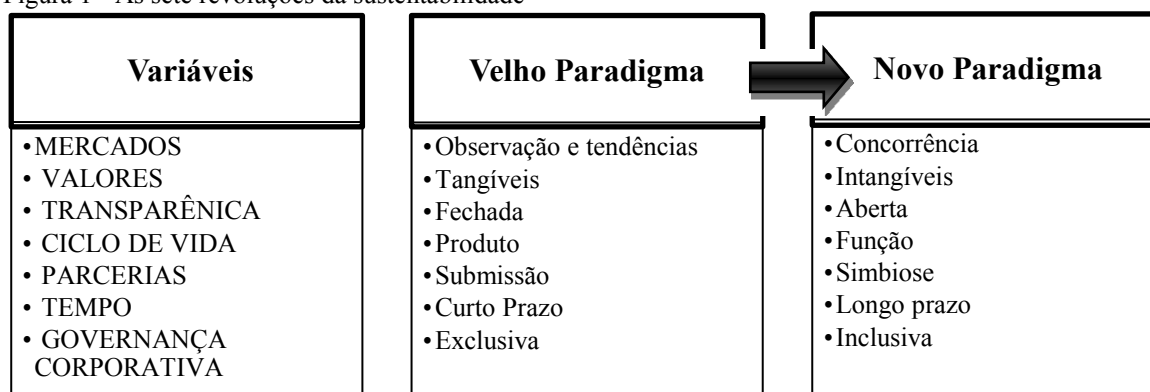 Figura 1 - As sete revoluções da sustentabilidade
Variáveis
•MERCADOS
• VALORES
• TRANSPARÊNICA
• CICLO DE VIDA
• PARCERIAS
• TEMPO
• GOVERNANÇA
CORPORATIVA
Velho Paradigma
•Observação e tendências
•Tangíveis
•Fechada
•Produto
•Submissão
•Curto Prazo
•Exclusiva
Novo Paradigma
•Concorrência
•Intangíveis
•Aberta
•Função
•Simbiose
•Longo prazo
•Inclusiva